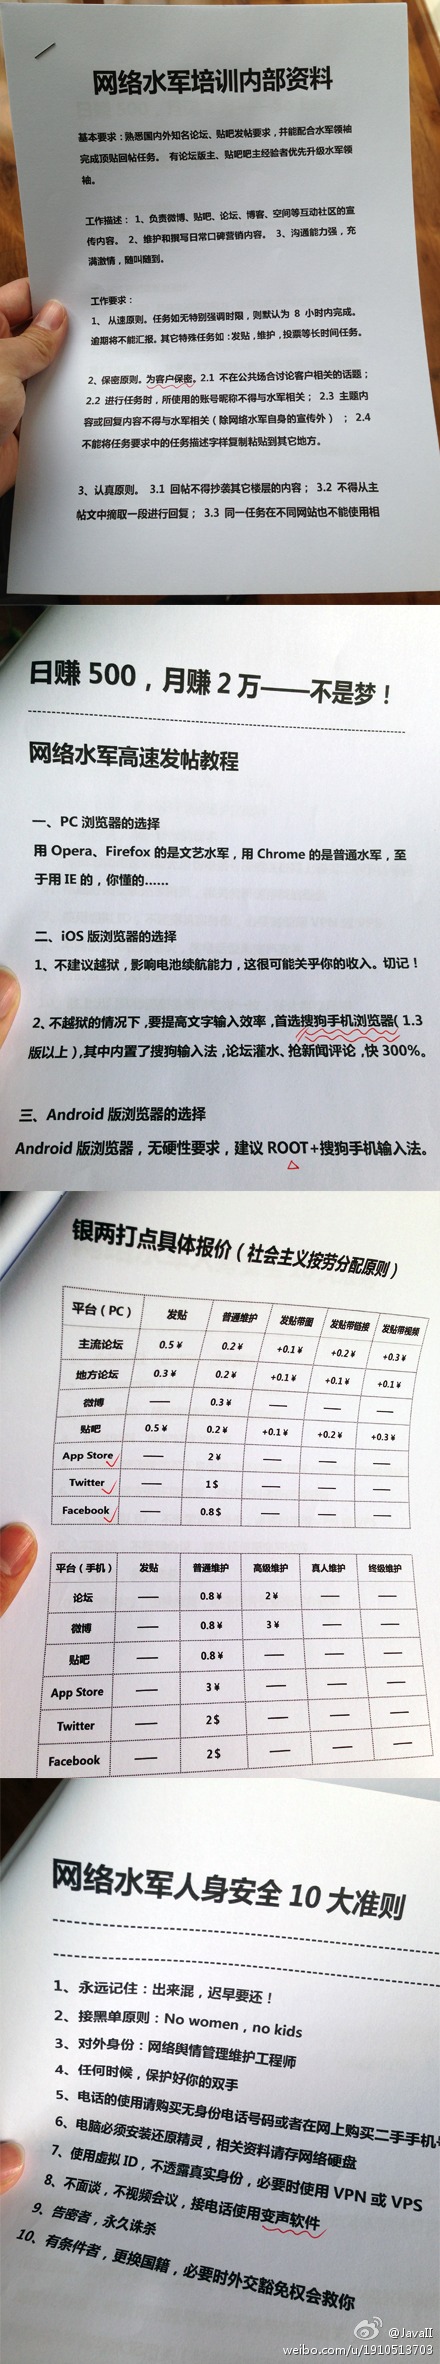 网络水军培训内部资料
基本要求：熟悉国内外知名论坛、贴吧发帖要求，并能配合水军领袖
完成顶贴回帖任务。 有论坛版主、贴吧吧主经验者优先升级水军领
袖。
工作描述： 1、负责微博、贴吧、论坛、博客、空间等互动社区的宣
传内容。 2、维护和撰写日常口碑营销内容。 3、沟通能力强，充
满激情，随叫随到。
工作要求：
1、 从速原则。任务如无特别强调时限，则默认为 8 小时内完成。
逾期将不能汇报。其它特殊任务如：发贴，维护，投票等长时间任务。
2、保密原则。为客户保密。2.1 不在公共场合讨论客户相关的话题；
2.2 进行任务时，所使用的账号昵称不得与水军相关； 2.3 主题内
容或回复内容不得与水军相关（除网络水军自身的宣传外） ； 2.4
不能将任务要求中的任务描述字样复制粘贴到其它地方。
3、认真原则。 3.1 回帖不得抄袭其它楼层的内容； 3.2 不得从主
帖文中摘取一段进行回复； 3.3 同一任务在不同网站也不能使用相
日赚 500，月赚 2 万——不是梦！
网络水军高速发帖教程
一、PC 浏览器的选择
用 Opera、Firefox 的是文艺水军，用 Chrome 的是普通水军，至
于用 IE 的，你懂的……
二、iOS 版浏览器的选择
1、不建议越狱，影响电池续航能力，这很可能关乎你的收入。切记！
2、不越狱的情况下，要提高文字输入效率，首选搜狗手机浏览器（1.3
版以上），其中内置了搜狗输入法，论坛灌水、抢新闻评论，快 300%。
三、Android 版浏览器的选择
Android 版浏览器，无硬性要求，建议 ROOT+搜狗手机输入法。
银两打点具体报价（社会主义按劳分配原则）
平台（PC） 发贴 普通维护 发贴带图 发贴带链接 发贴带视频
主流论坛 0.5￥ 0.2￥ +0.1￥ +0.2￥ +0.3￥
地方论坛 0.3￥ 0.2￥ +0.1￥ +0.1￥ +0.1￥
微博 —— 0.3￥ —— —— ——
贴吧 0.5￥ 0.2￥ +0.1￥ +0.2￥ +0.3￥
App Store —— 2￥ —— —— ——
Twitter —— 1$ —— —— ——
Facebook —— 0.8$ —— —— ——
平台（手机） 发贴 普通维护 高级维护 真人维护 终极维护
论坛 —— 0.8￥ 2￥ —— ——
微博 —— 0.8￥ 3￥ —— ——
贴吧 —— 0.8￥ —— —— ——
App Store —— 3￥ —— —— ——
Twitter —— 2$ —— —— ——
Facebook —— 2$ —— —— ——
网络水军人身安全 10 大准则
1、永远记住：出来混，迟早要还！
2、接黑单原则：No women，no kids
3、对外身份：网络舆情管理维护工程师
4、任何时候，保护好你的双手
5、电话的使用请购买无身份电话号码或者在网上购买二手手机号
6、电脑必须安装还原精灵，相关资料请存网络硬盘
7、使用虚拟 ID，不透露真实身份，必要时使用 VPN 或 VPS
8、不面谈，不视频会议，接电话使用变声软件
9、告密者，永久诛杀
10、有条件者，更换国籍，必要时外交豁免权会救你
@JavaII
weibo.com/u/1910513703